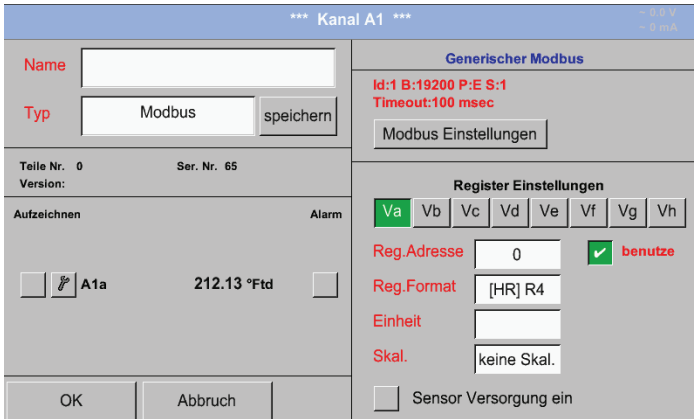 *** Kanal A1 ***
~ 0.0 V
~ 0 mA
Name
Typ
Modbus
speichern
Teile Nr. 0
Ser. Nr. 65
Version:
Aufzeichnen
Alarm
A1a
212.13 °Ftd
OK
Abbruch
Generischer Modbus
Id:1 B:19200 P:E S:1
Timeout:100 msec
Modbus Einstellungen
Register Einstellungen
Va Vb Vc Vd Ve Vf Vg Vh
Reg.Adresse
0
benutze
Reg.Format
[HR] R4
Einheit
Skal.
keine Skal.
Sensor Versorgung ein